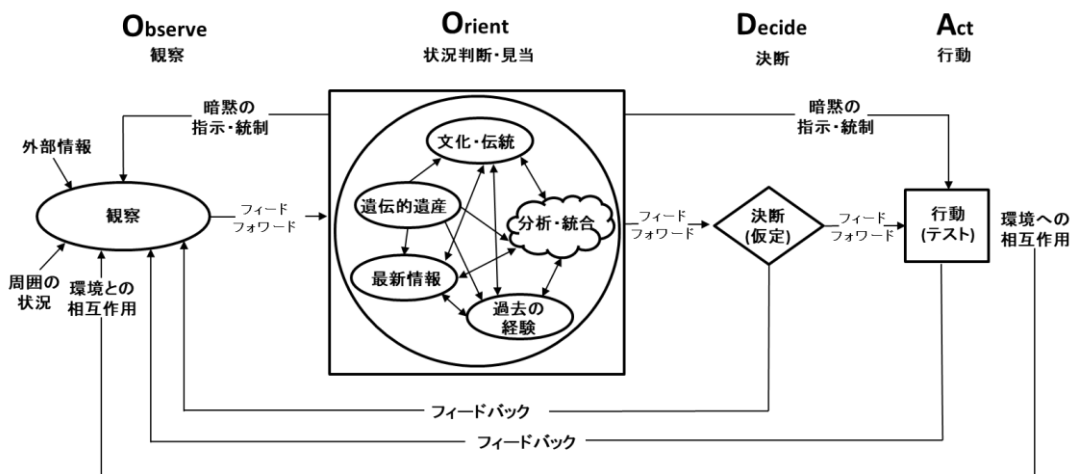 Observe
観察
Orient
状況判断・見当
Decide
決断
Act
行動
暗黙の
指示・統制
暗黙の
指示・統制
外部情報
観察
周囲の
状況
環境との
相互作用
フィード
フォワード
文化・伝統
遺伝的遺産
分析・統合
最新情報
過去の
経験
フィード
フォワード
決断
(仮定)
フィード
フォワード
行動
(テスト)
環境への
相互作用
フィードバック
フィードバック